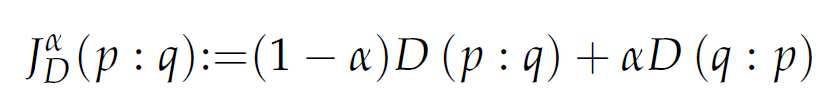 J_D^α(p : q):=(1 − α)D (p : q) + αD (q : p)